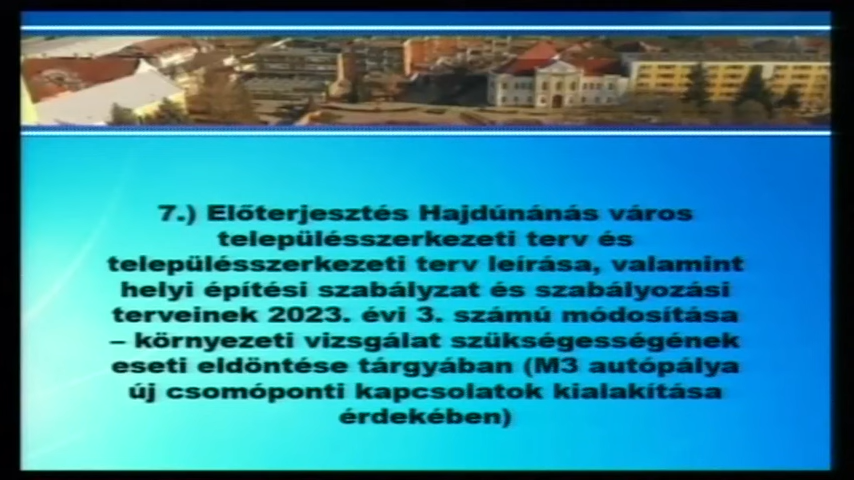 7.) Előterjesztés Hajdúnánás város
településszerkezeti terv és
településszerkezeti terv leírása, valamint
helyi építési szabályzat és szabályozási
terveinek 2023. évi 3. számú módosítása
– környezeti vizsgálat szükségességének
eseti eldöntése tárgyában (M3 autópálya
új csomóponti kapcsolatok kialakítása
érdekében)